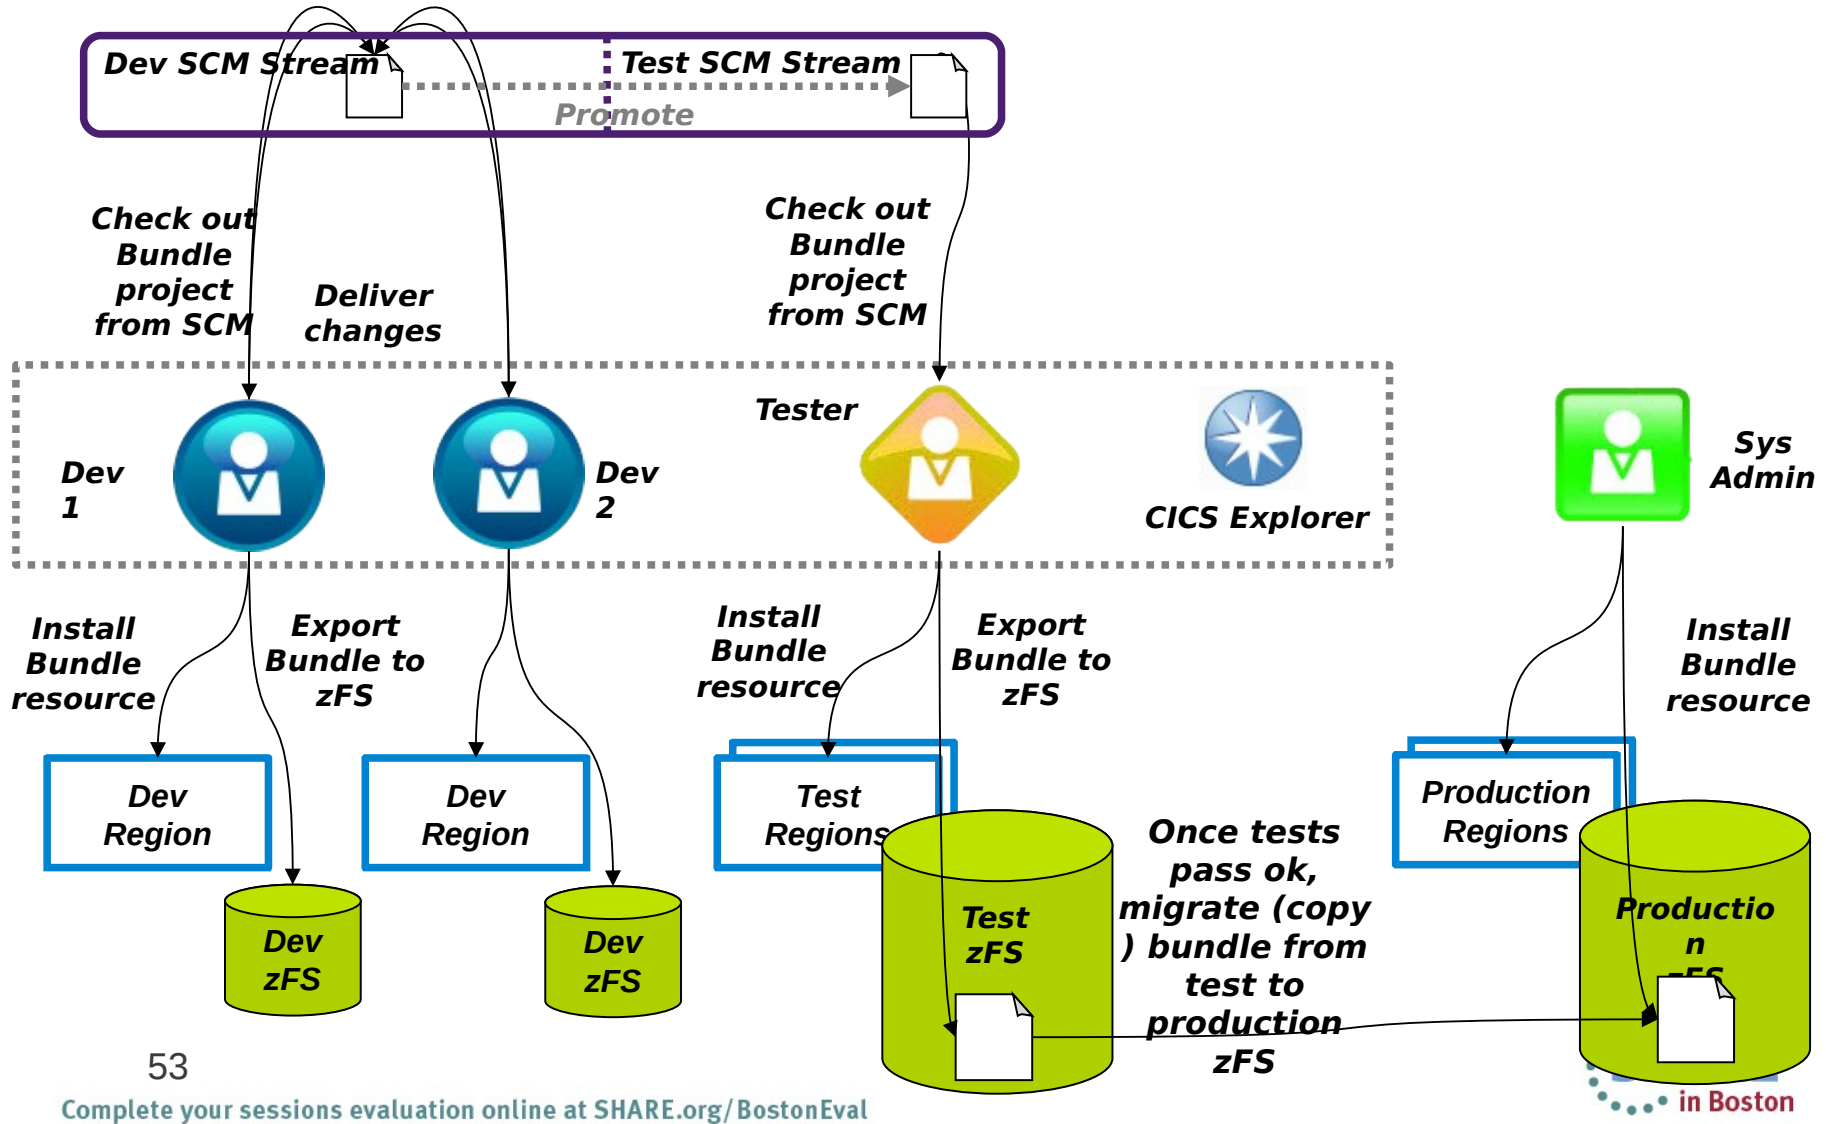 Dev SCM Stream
Test SCM Stream
Promote
Check out
Bundle
project
from SCM
Deliver
changes
Check out
Bundle
project
from SCM
Tester
Dev
1
Dev
2
CICS Explorer
Sys
Admin
Install
Bundle
resource
Export
Bundle to
zFS
Install
Bundle
resource
Export
Bundle to
zFS
Install
Bundle
resource
Dev
Region
Dev
Region
Test
Regions
Production
Regions
Dev
zFS
Dev
zFS
Test
zFS
Once tests
pass ok,
migrate (copy
) bundle from
test to
production
zFS
Productio
n
zFS
53
Complete your sessions evaluation online at SHARE.org/BostonEval
in Boston